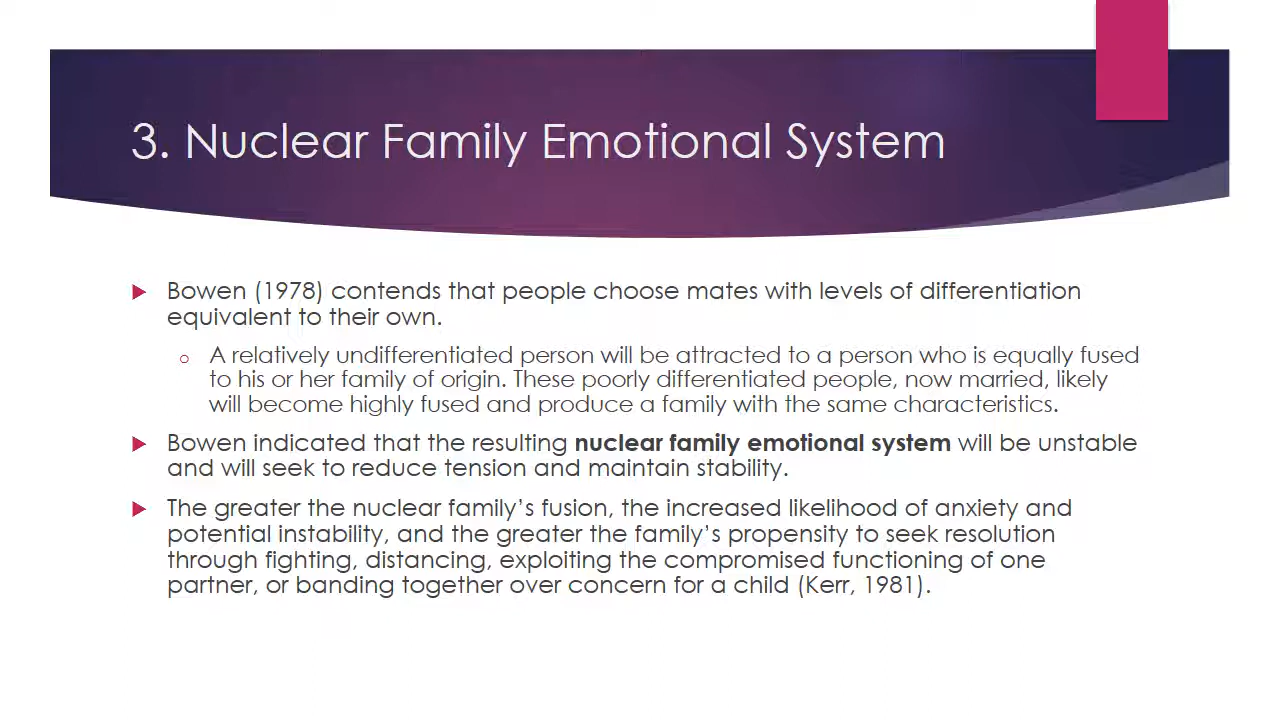 3. Nuclear Family Emotional System
Bowen (1978) contends that people choose mates with levels of differentiation
equivalent to their own.
A relatively undifferentiated person will be attracted to a person who is equally fused
to his or her family of origin. These poorly differentiated people, now married, likely
will become highly fused and produce a family with the same characteristics.
Bowen indicated that the resulting nuclear family emotional system will be unstable
and will seek to reduce tension and maintain stability.
The greater the nuclear family’s fusion, the increased likelihood of anxiety and
potential instability, and the greater the family’s propensity to seek resolution
through fighting, distancing, exploiting the compromised functioning of one
partner, or banding together over concern for a child (Kerr, 1981).